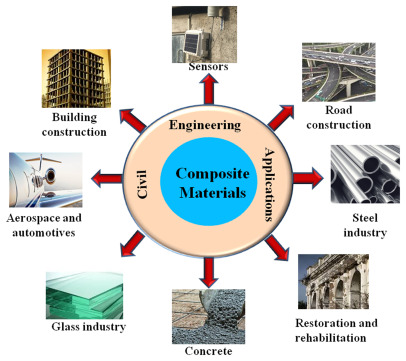 Sensors
Building
construction
Road
construction
Engineering
Civil
Applications
Composite
Materials
Aerospace and
automotives
Steel
industry
Glass industry
Concrete
Restoration and
rehabilitation